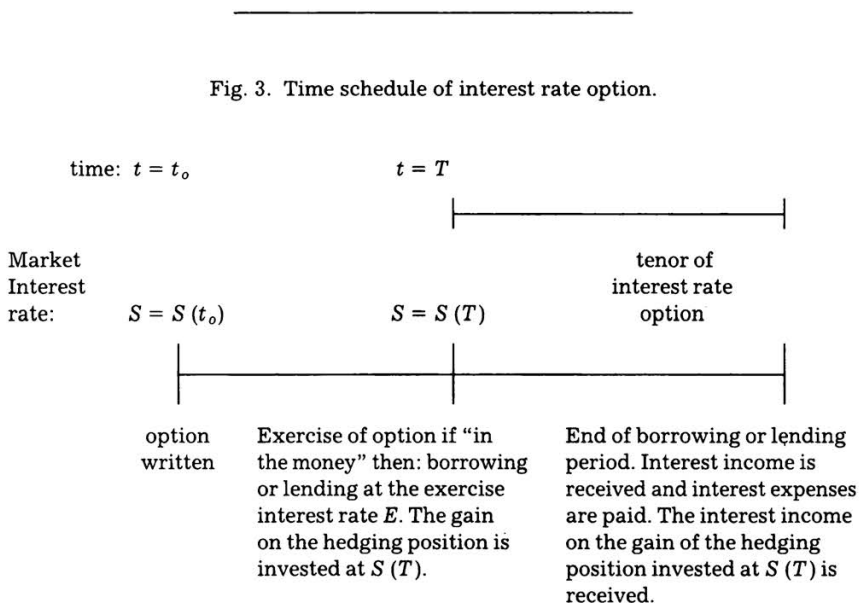 Fig. 3. Time schedule of interest rate option.
time: t = t₀ t = T
Market
Interest
rate:
S = S (t₀) S = S (T)
tenor of
interest rate
option
option
written
Exercise of option if “in
the money” then: borrowing
or lending at the exercise
interest rate E. The gain
on the hedging position is
invested at S (T).
End of borrowing or lending
period. Interest income is
received and interest expenses
are paid. The interest income
on the gain of the hedging
position invested at S (T) is
received.